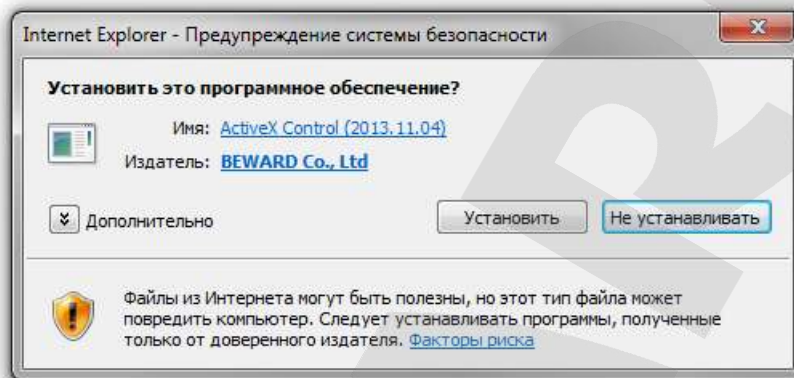 Internet Explorer - Предупреждение системы безопасности
Установить это программное обеспечение?
Имя: ActiveX Control (2013.11.04)
Издатель: BEWARD Co., Ltd
Дополнительно
Установить
Не устанавливать
Файлы из Интернета могут быть полезны, но этот тип файла может
повредить компьютер. Следует устанавливать программы, полученные
только от доверенного издателя. Факторы риска